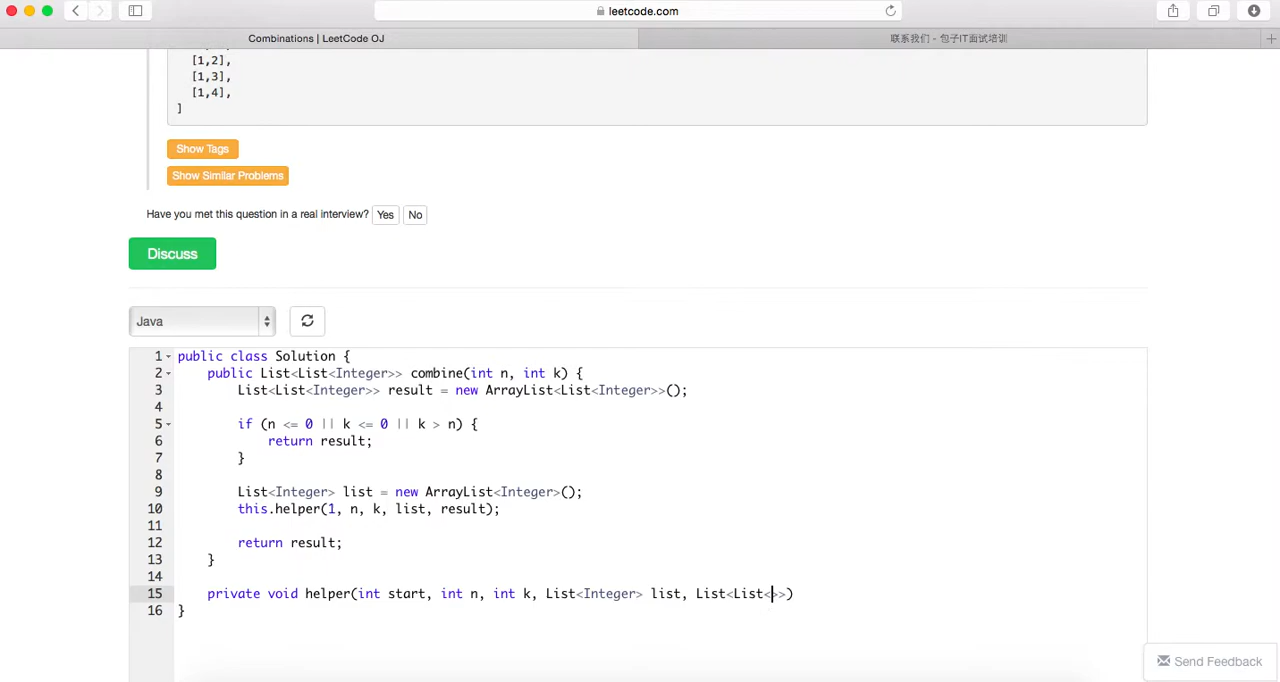 leetcode.com
Combinations | LeetCode OJ
联系我们 - 包子IT面试培训
[1,2],
[1,3],
[1,4],
]
Show Tags
Show Similar Problems
Have you met this question in a real interview? Yes No
Discuss
Java
1 public class Solution {
2 public List<List<Integer>> combine(int n, int k) {
3 List<List<Integer>> result = new ArrayList<List<Integer>>();
4
5 if (n <= 0 || k <= 0 || k > n) {
6 return result;
7 }
8
9 List<Integer> list = new ArrayList<Integer>();
10 this.helper(1, n, k, list, result);
11
12 return result;
13 }
14
15 private void helper(int start, int n, int k, List<Integer> list, List<List<>>)
16 }
Send Feedback